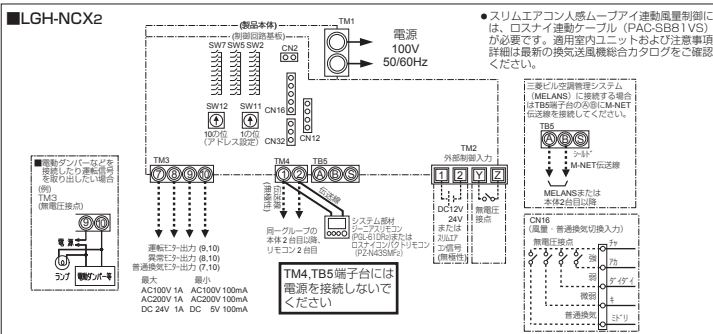 ■LGH-NCX2
(製品本体)
(制御回路基板)
SW7 SW5 SW2
CN2
TM1
電源
100V
50/60Hz
SW12
SW11
10の位
1の位
(アドレス設定)
CN16
CN32
CN12
●スリムエアコン人感ムーブアイ連動風量制御に
は、ロスナイ連動ケーブル（PAC-SB81VS）
が必要です。適用室内ユニットおよび注意事項
詳細は最新の換気送風機総合カタログをご確認
ください。
三菱ビル空調管理システム
（MELANS）に接続する場合
はTB5端子台のⒶⒷにM-NET
伝送線を接続してください。
TB5
ⒶⒷⓈ
シールド
M-NET伝送線
MELANSまたは
本体2台目以降
■電動ダンパーなどを
接続したり運転信号
を取り出したい場合
(例)
TM3
(無電圧接点)
⑨⑩
電源
ランプ
電動ダンパー等
TM3
⑦⑧⑨⑩
運転モニター出力 (9,10)
異常モニター出力 (8,10)
普通換気モニター出力 (7,10)
最大 最小
AC100V 1A AC100V 100mA
AC200V 1A AC200V 100mA
DC 24V 1A DC 5V 100mA
TM4
①②
TB5
ⒶⒷⓈ
伝送線
(無極性)
伝送線
同一グループの
本体2台目以降、
リモコン2台目
システム部材
ジーニアスリモコン
(PGL-61DR2)または
ロスナイコンパクトリモコン
(PZ-N43SMF2)
TM4,TB5端子台には
電源を接続しないで
ください
TM2
外部制御入力
1 2 Y Z
DC12V
24V
または
スリムエア
コン信号
(無極性)
無電圧
接点
CN16
(風量・普通換気切換入力)
無電圧接点
チャ
強
アカ
弱
ダイダイ
微弱
キ
普通換気
ミドリ